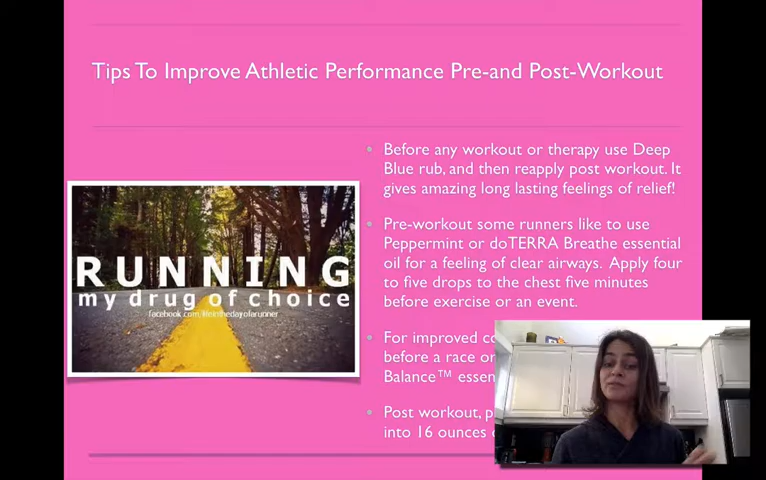 Tips To Improve Athletic Performance Pre-and Post-Workout
Before any workout or therapy use Deep
Blue rub, and then reapply post workout. It
gives amazing long lasting feelings of relief!
Pre-workout some runners like to use
Peppermint or doTERRA Breathe essential
oil for a feeling of clear airways. Apply four
to five drops to the chest five minutes
before exercise or an event.
For improved
before a race or
Balance™
Post workout,
into 16 ounces
RUNNING
my drug of choice
facebook.com/lifeinthedayofarunner